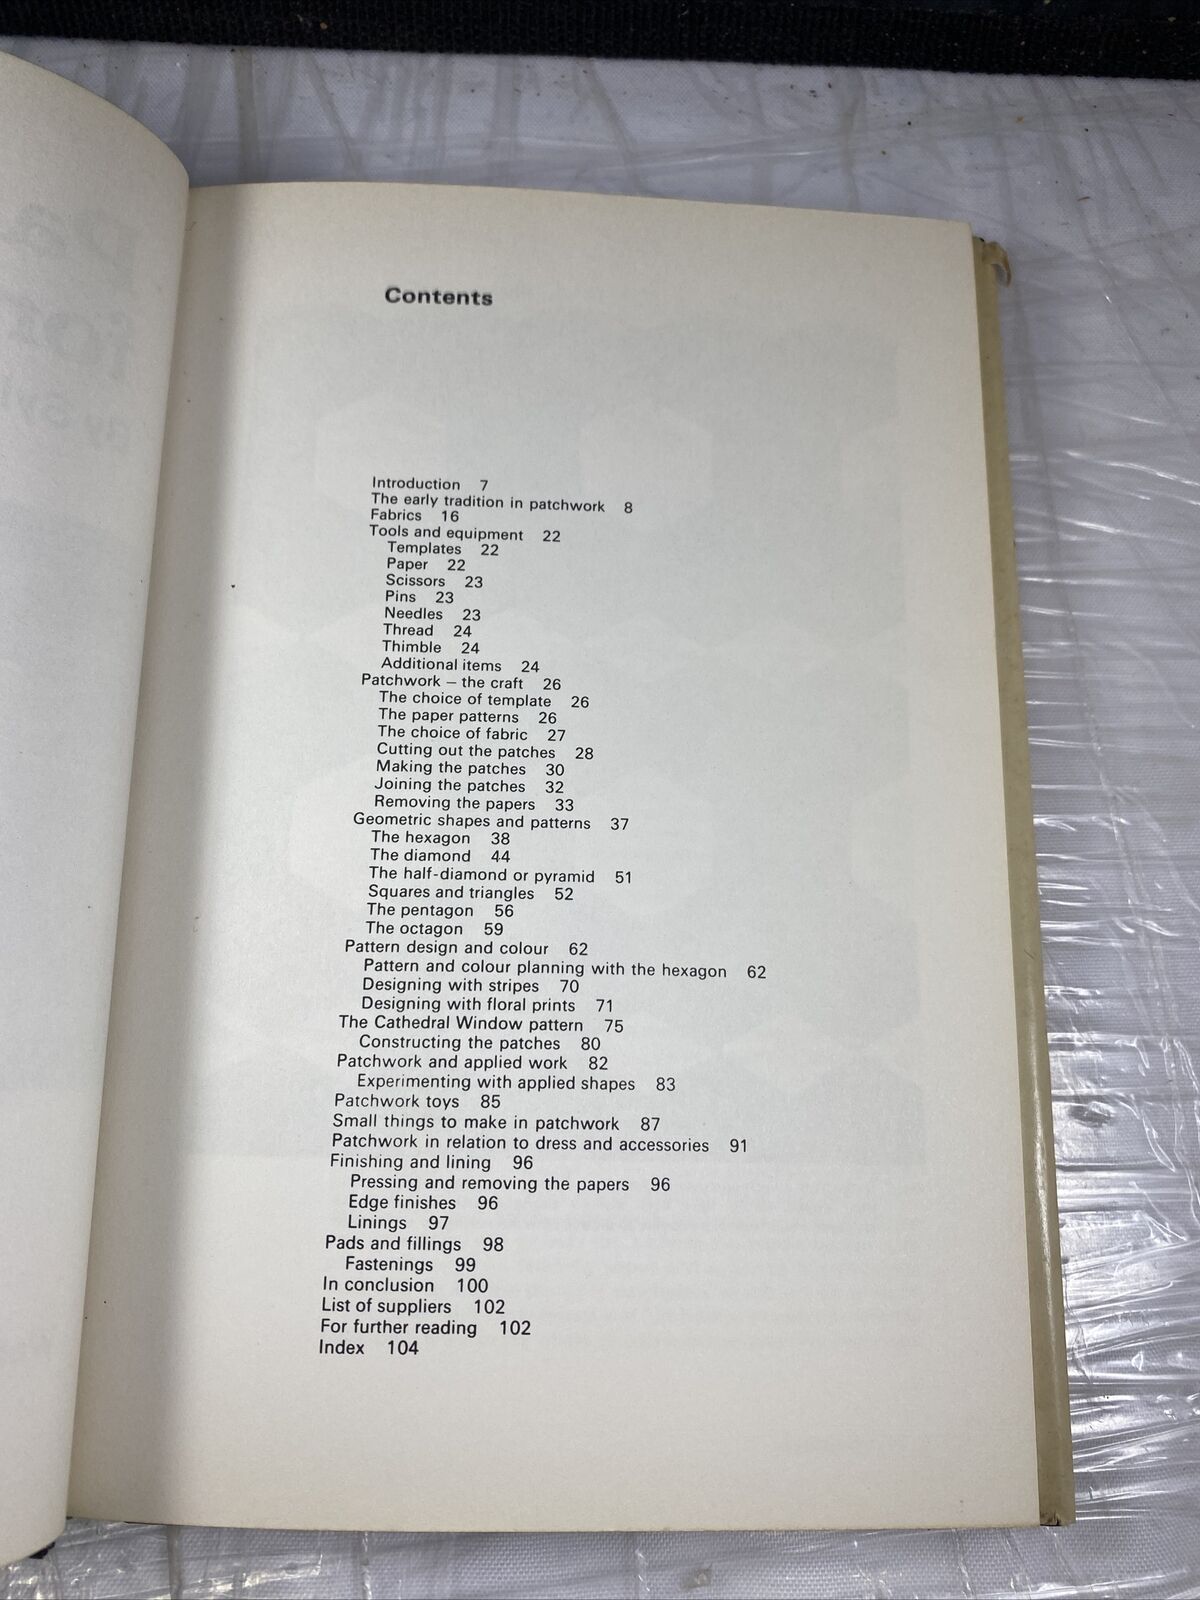 Contents
Introduction 7
The early tradition in patchwork 8
Fabrics 16
Tools and equipment 22
Templates 22
Paper 22
Scissors 23
Pins 23
Needles 23
Thread 24
Thimble 24
Additional items 24
Patchwork – the craft 26
The choice of template 26
The paper patterns 26
The choice of fabric 27
Cutting out the patches 28
Making the patches 30
Joining the patches 32
Removing the papers 33
Geometric shapes and patterns 37
The hexagon 38
The diamond 44
The half-diamond or pyramid 51
Squares and triangles 52
The pentagon 56
The octagon 59
Pattern design and colour 62
Pattern and colour planning with the hexagon 62
Designing with stripes 70
Designing with floral prints 71
The Cathedral Window pattern 75
Constructing the patches 80
Patchwork and applied work 82
Experimenting with applied shapes 83
Patchwork toys 85
Small things to make in patchwork 87
Patchwork in relation to dress and accessories 91
Finishing and lining 96
Pressing and removing the papers 96
Edge finishes 96
Linings 97
Pads and fillings 98
Fastenings 99
In conclusion 100
List of suppliers 102
For further reading 102
Index 104